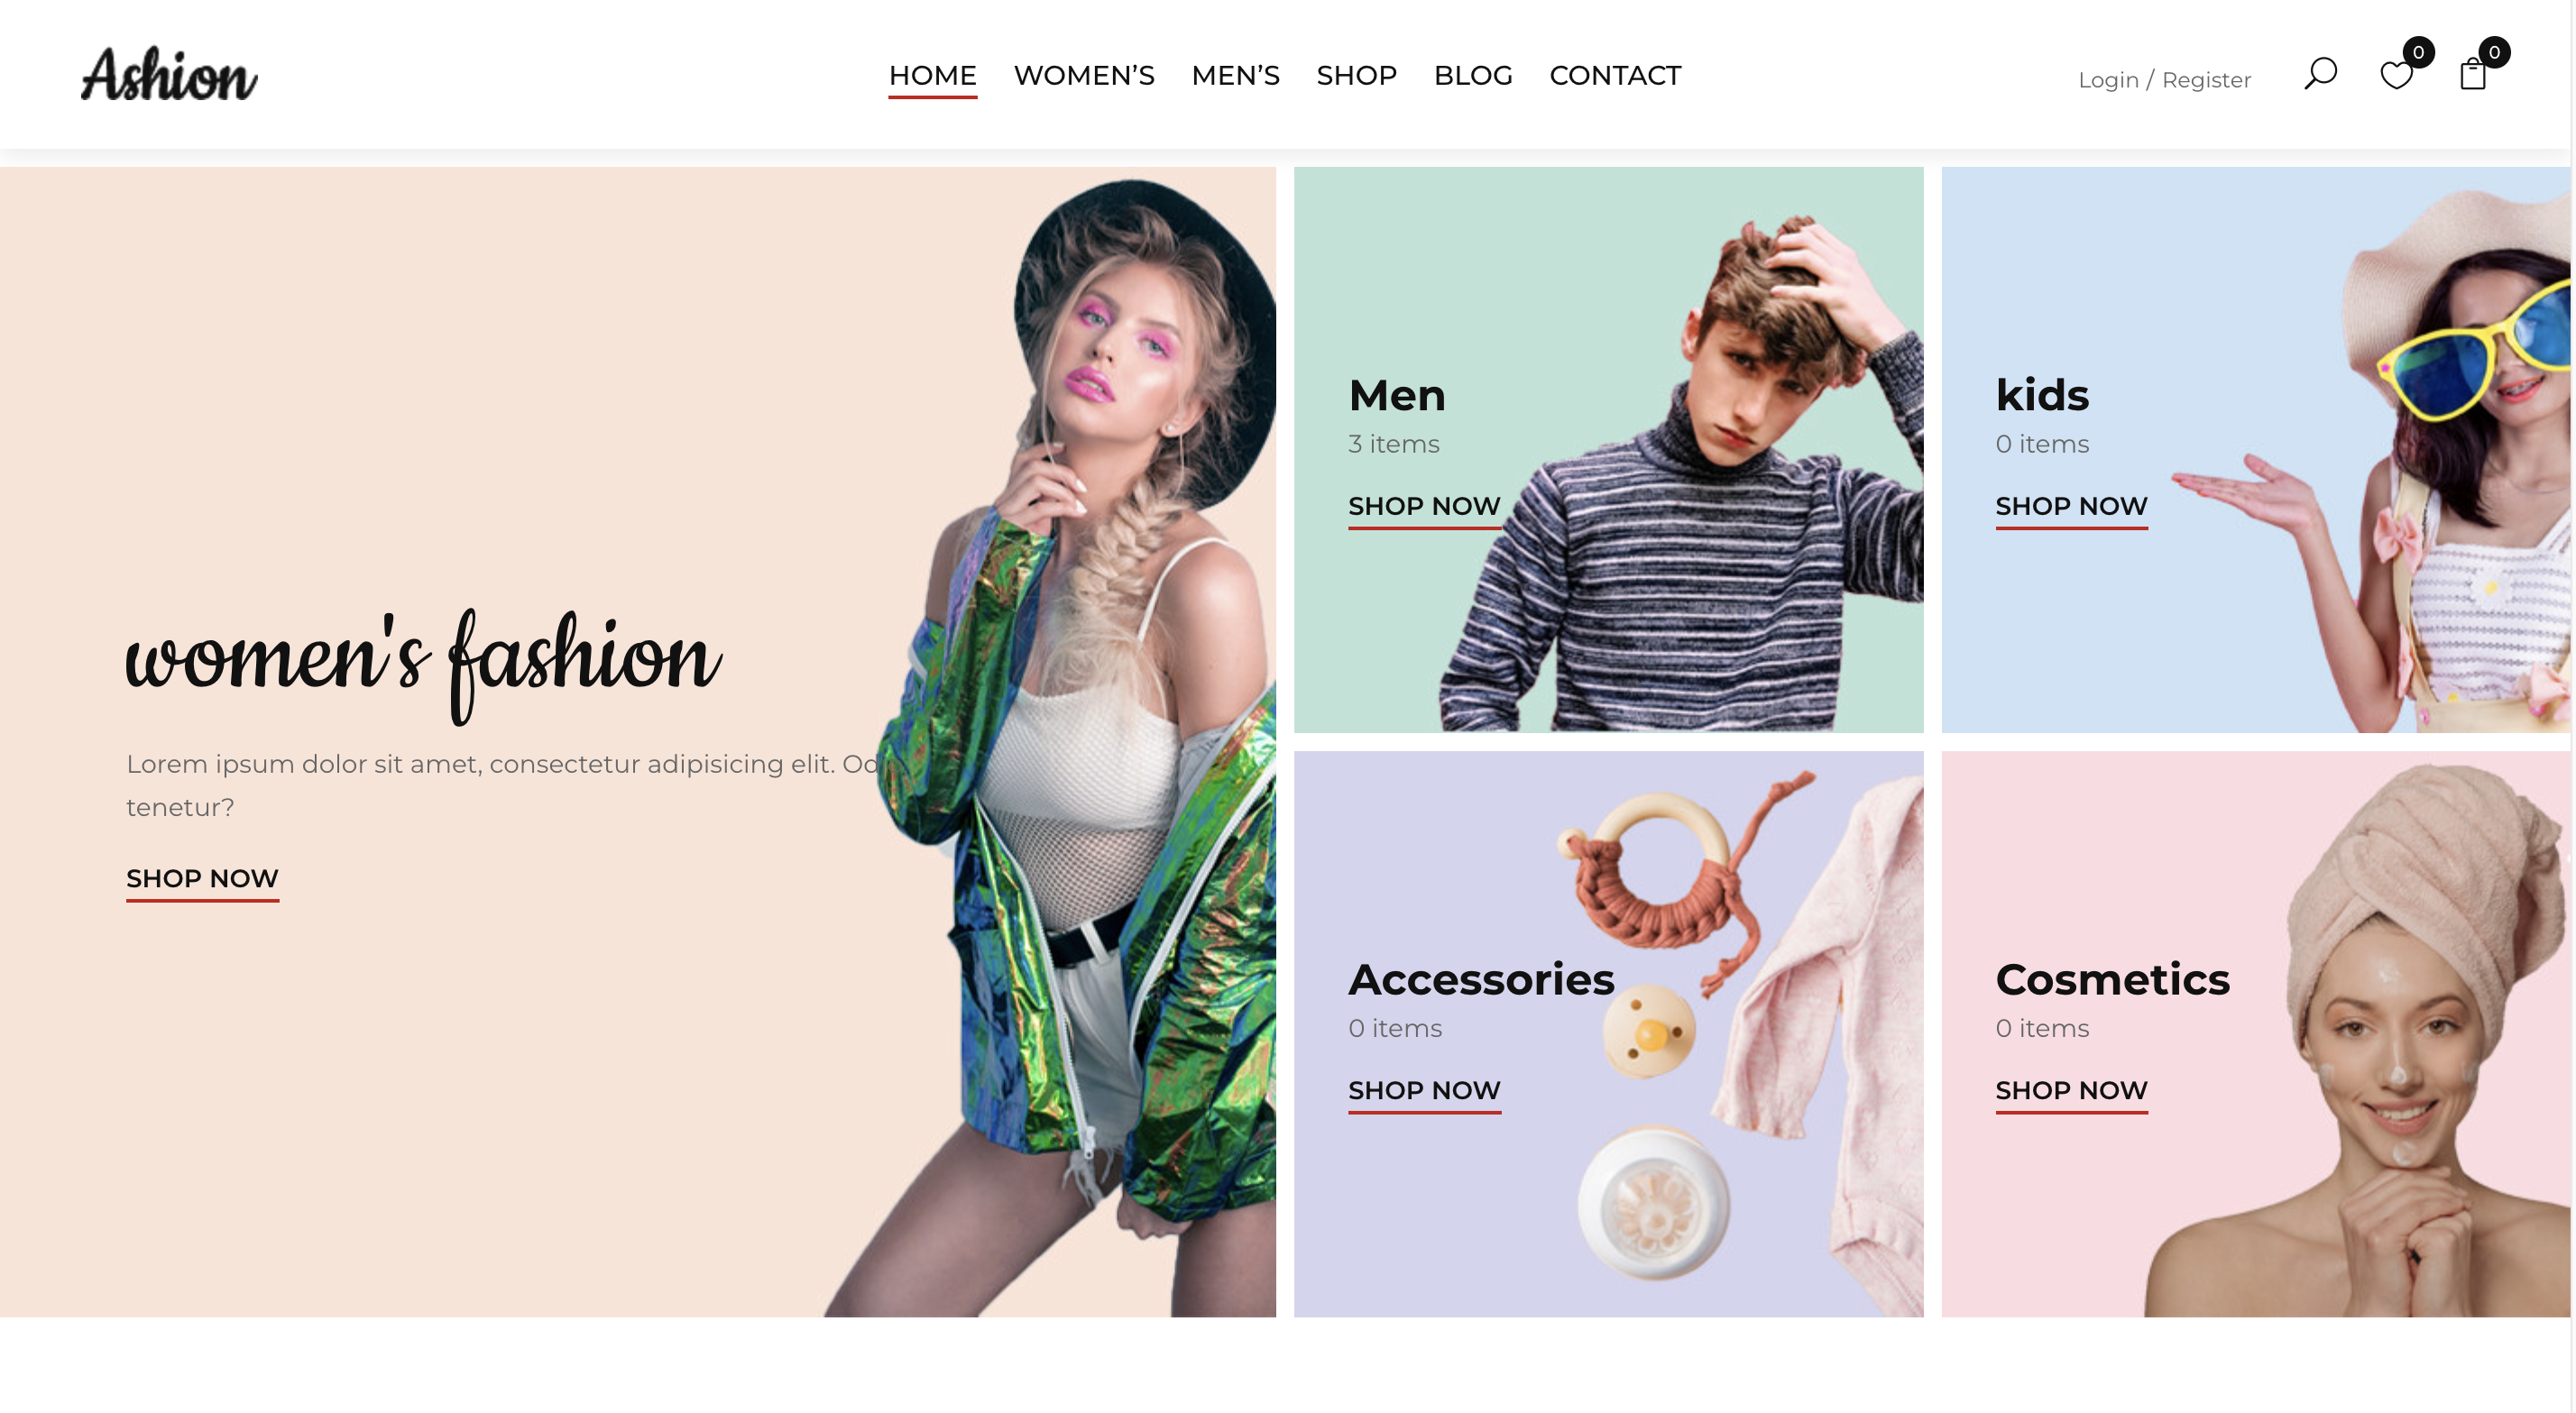 Ashion
HOME WOMEN’S MEN’S SHOP BLOG CONTACT
Login / Register
0
0
women's fashion
Lorem ipsum dolor sit amet, consectetur adipisicing elit.
tenetur?
SHOP NOW
Men
3 items
SHOP NOW
kids
0 items
SHOP NOW
Accessories
0 items
SHOP NOW
Cosmetics
0 items
SHOP NOW